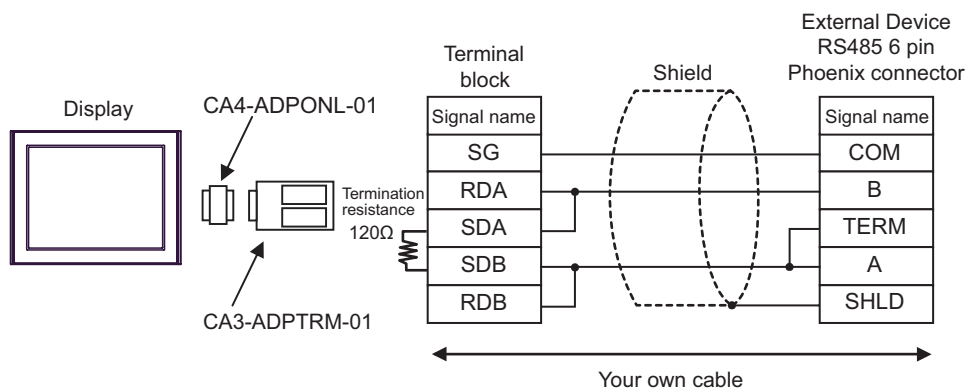 External Device
RS485 6 pin
Phoenix connector
Terminal
block
Shield
Display
CA4-ADPONL-01
Signal name
Signal name
SG
COM
Termination
resistance
120Ω
RDA
B
SDA
TERM
SDB
A
RDB
SHLD
CA3-ADPTRM-01
Your own cable